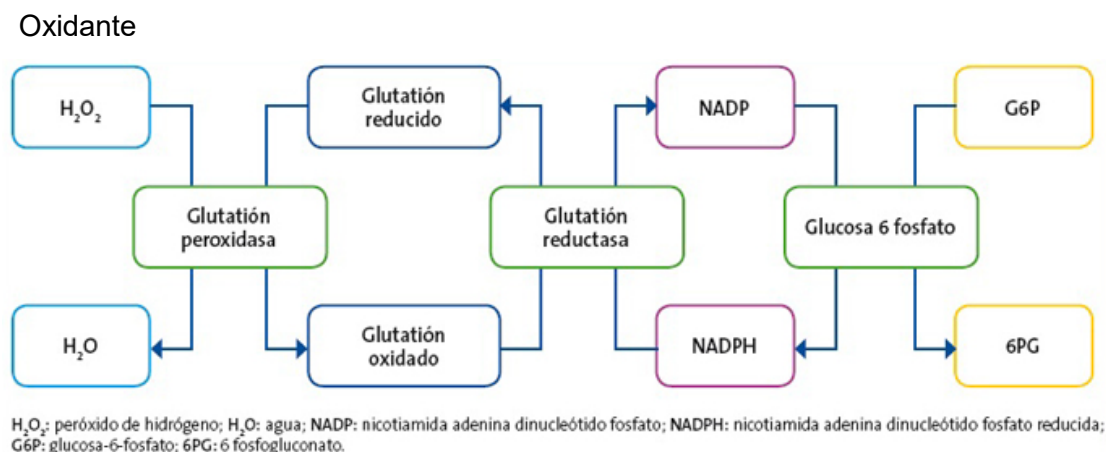 Oxidante
H₂O₂
Glutatión
reducido
NADP
G6P
Glutatión
peroxidasa
Glutatión
reductasa
Glucosa 6 fosfato
H₂O
Glutatión
oxidado
NADPH
6PG
H₂O₂: peróxido de hidrógeno; H₂O: agua; NADP: nicotiamida adenina dinucleótido fosfato; NADPH: nicotiamida adenina dinucleótido fosfato reducida;
G6P: glucosa-6-fosfato; 6PG: 6 fosfogluconato.